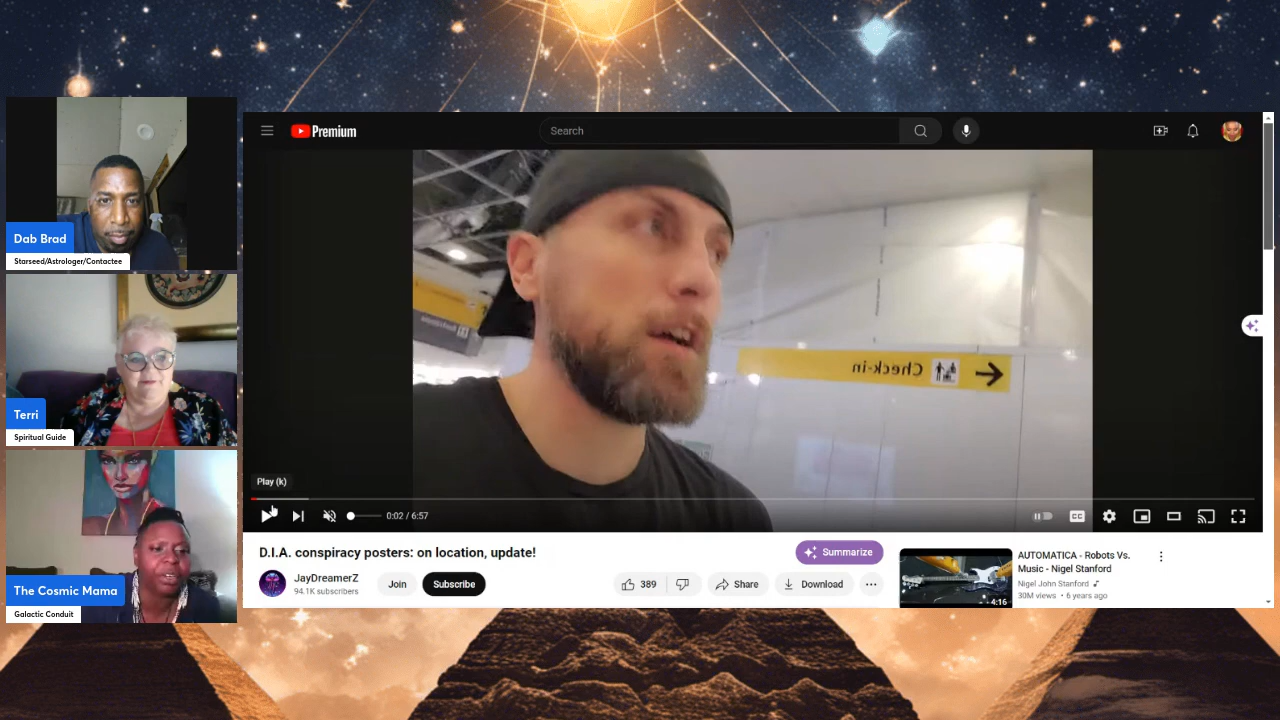 Premium
Search
Dab Brad
Starseed/Astrologer/Contactee
Terri
Spiritual Guide
The Cosmic Mama
Galactic Conduit
Check-in
Play (k)
0:02 / 6:57
CC
D.I.A. conspiracy posters: on location, update!
Summarize
JayDreamerZ
94.1K subscribers
Join
Subscribe
389
Share
Download
AUTOMATICA - Robots Vs.
Music - Nigel Stanford
Nigel John Stanford
30M views • 6 years ago
4:16